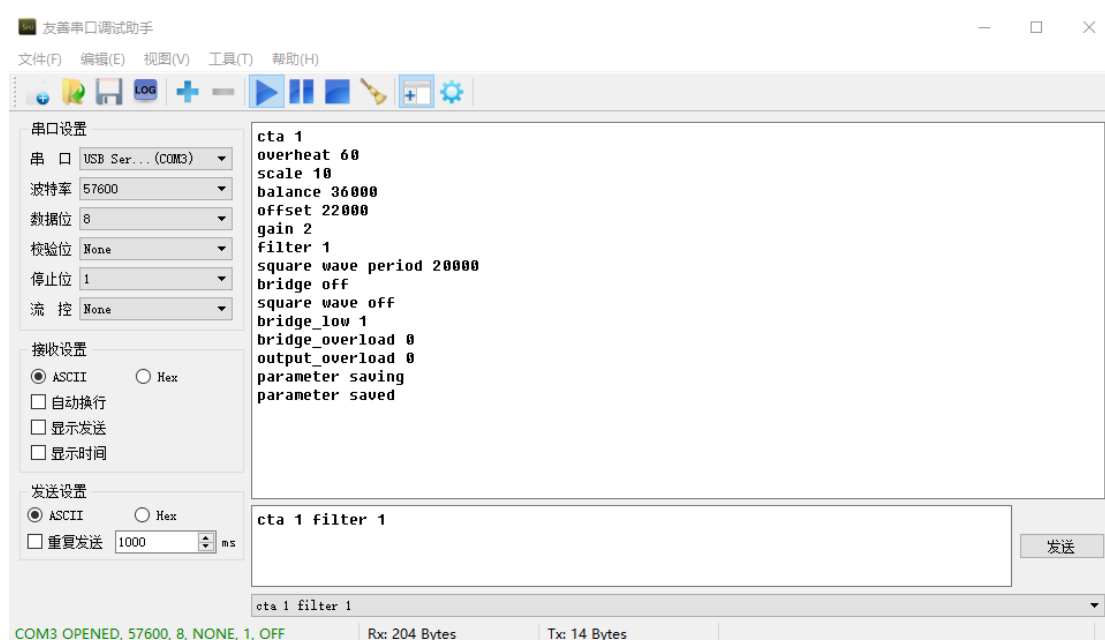 友善串口调试助手
文件(F) 编辑(E) 视图(V) 工具(T) 帮助(H)
LOG
串口设置
串 口 USB Ser...(COM3)
波特率 57600
数据位 8
校验位 None
停止位 1
流 控 None
接收设置
ASCII Hex
自动换行
显示发送
显示时间
发送设置
ASCII Hex
重复发送 1000 ms
cta 1
overheat 60
scale 10
balance 36000
offset 22000
gain 2
filter 1
square wave period 20000
bridge off
square wave off
bridge_low 1
bridge_overload 0
output_overload 0
parameter saving
parameter saved
cta 1 filter 1
发送
cta 1 filter 1
COM3 OPENED, 57600, 8, NONE, 1, OFF Rx: 204 Bytes Tx: 14 Bytes